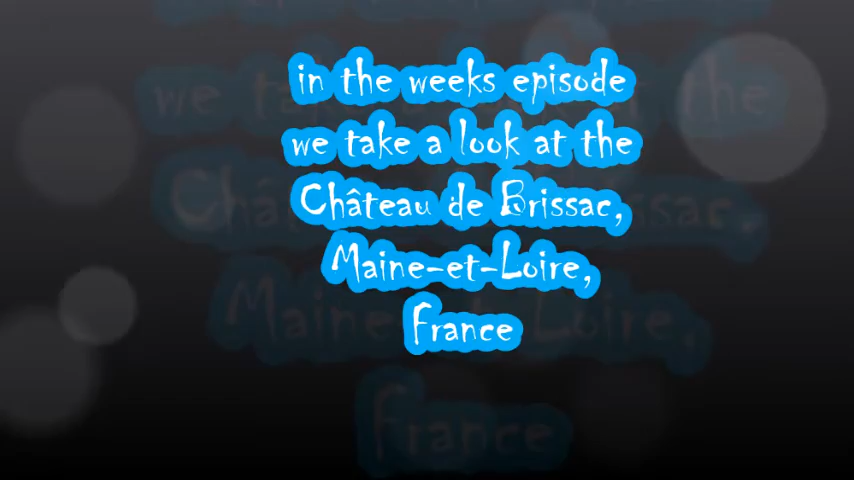 in the weeks episode
we take a look at the
Château de Brissac,
Maine-et-Loire,
France